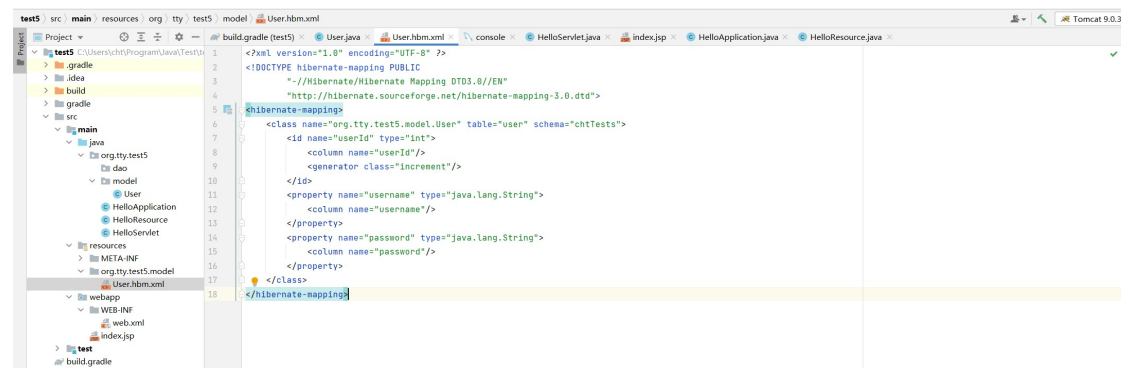 test5 〉 src 〉 main 〉 resources 〉 org 〉 tty 〉 test5 〉 model 〉 User.hbm.xml
Tomcat 9.0.3
Project
Project
build.gradle (test5) × User.java × User.hbm.xml × console × HelloServlet.java × index.jsp × HelloApplication.java × HelloResource.java ×
test5 C:\Users\cht\Program\Java\Test\t
.gradle
.idea
build
gradle
src
main
java
org.tty.test5
dao
model
User
HelloApplication
HelloResource
HelloServlet
resources
META-INF
org.tty.test5.model
User.hbm.xml
webapp
WEB-INF
web.xml
index.jsp
test
build.gradle
1 <?xml version="1.0" encoding="UTF-8" ?>
2 <!DOCTYPE hibernate-mapping PUBLIC
3 "-//Hibernate/Hibernate Mapping DTD3.0//EN"
4 "http://hibernate.sourceforge.net/hibernate-mapping-3.0.dtd">
5 <hibernate-mapping>
6 <class name="org.tty.test5.model.User" table="user" schema="chtTests">
7 <id name="userId" type="int">
8 <column name="userId"/>
9 <generator class="increment"/>
10 </id>
11 <property name="username" type="java.lang.String">
12 <column name="username"/>
13 </property>
14 <property name="password" type="java.lang.String">
15 <column name="password"/>
16 </property>
17 </class>
18 </hibernate-mapping>